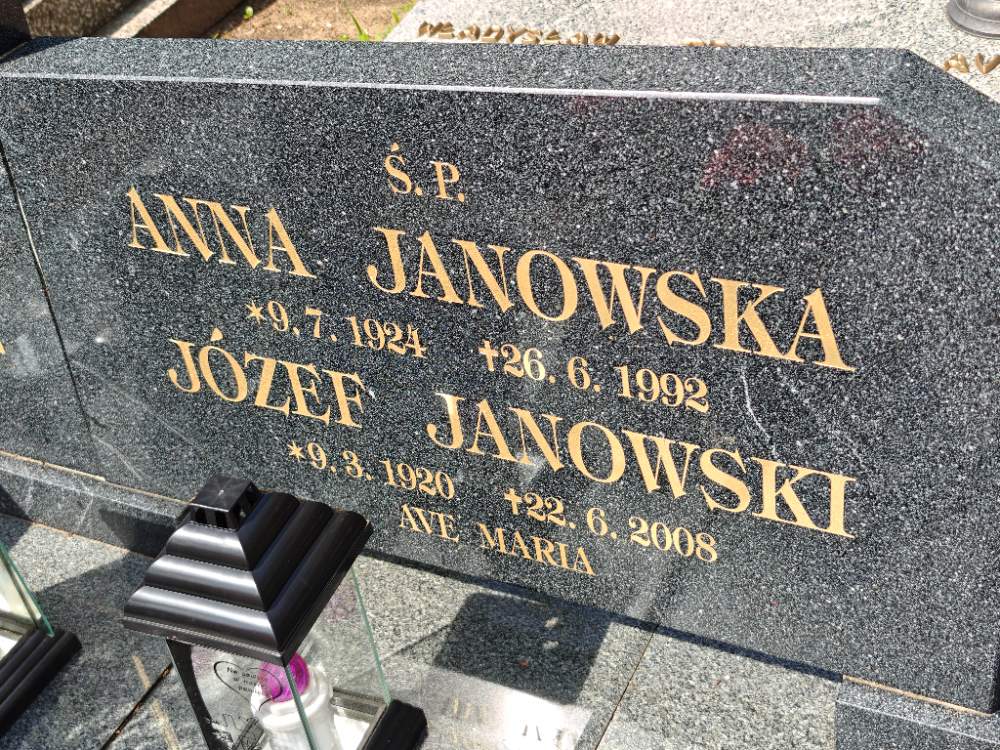 Ś.P.
ANNA JANOWSKA
*9.7.1924 †26.6.1992
JÓZEF JANOWSKI
*9.3.1920 †22.6.2008
AVE MARIA